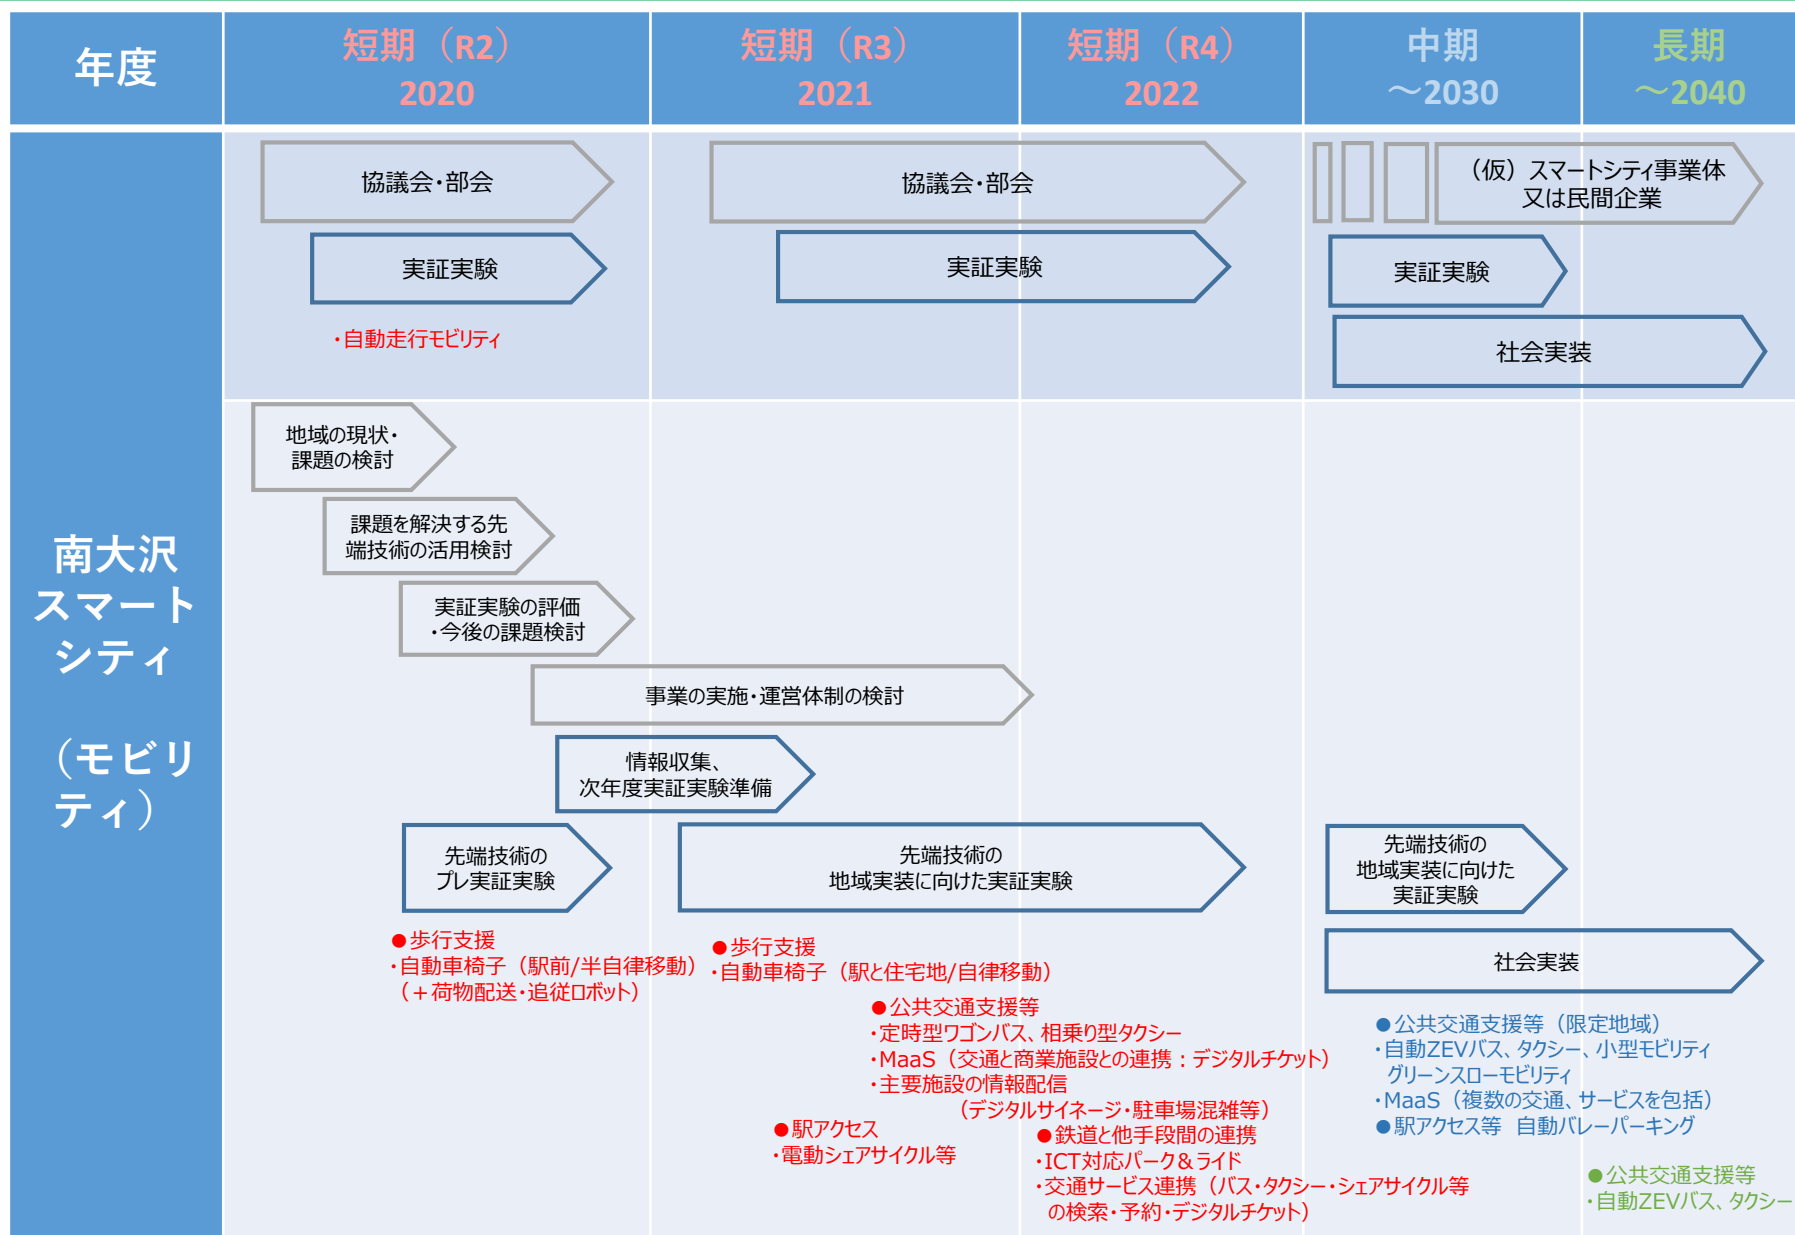 年度
短期（R2）
2020
短期（R3）
2021
短期（R4）
2022
中期
～2030
長期
～2040
南大沢
スマート
シティ
（モビリ
ティ）
協議会・部会
協議会・部会
（仮）スマートシティ事業体
又は民間企業
実証実験
実証実験
実証実験
・自動走行モビリティ
社会実装
地域の現状・
課題の検討
課題を解決する先
端技術の活用検討
実証実験の評価
・今後の課題検討
事業の実施・運営体制の検討
情報収集、
次年度実証実験準備
先端技術の
プレ実証実験
先端技術の
地域実装に向けた実証実験
先端技術の
地域実装に向けた
実証実験
社会実装
●歩行支援
・自動車椅子（駅前/半自律移動）
（＋荷物配送・追従ロボット）
●歩行支援
・自動車椅子（駅と住宅地/自律移動）
●公共交通支援等
・定時型ワゴンバス、相乗り型タクシー
・MaaS（交通と商業施設との連携：デジタルチケット）
・主要施設の情報配信
（デジタルサイネージ・駐車場混雑等）
●駅アクセス
・電動シェアサイクル等
●鉄道と他手段間の連携
・ICT対応パーク＆ライド
・交通サービス連携（バス・タクシー・シェアサイクル等
の検索・予約・デジタルチケット）
●公共交通支援等（限定地域）
・自動ZEVバス、タクシー、小型モビリティ
グリーンスローモビリティ
・MaaS（複数の交通、サービスを包括）
●駅アクセス等　自動バレーパーキング
●公共交通支援等
・自動ZEVバス、タクシー